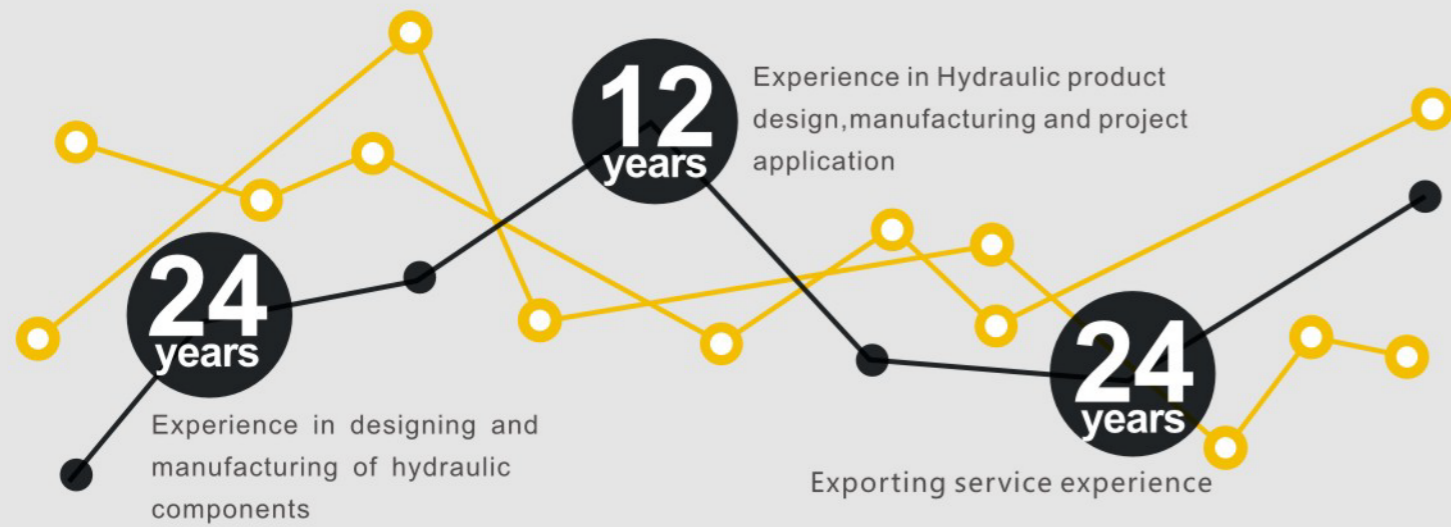 24
years
Experience in designing and
manufacturing of hydraulic
components
12
years
Experience in Hydraulic product
design,manufacturing and project
application
24
years
Exporting service experience